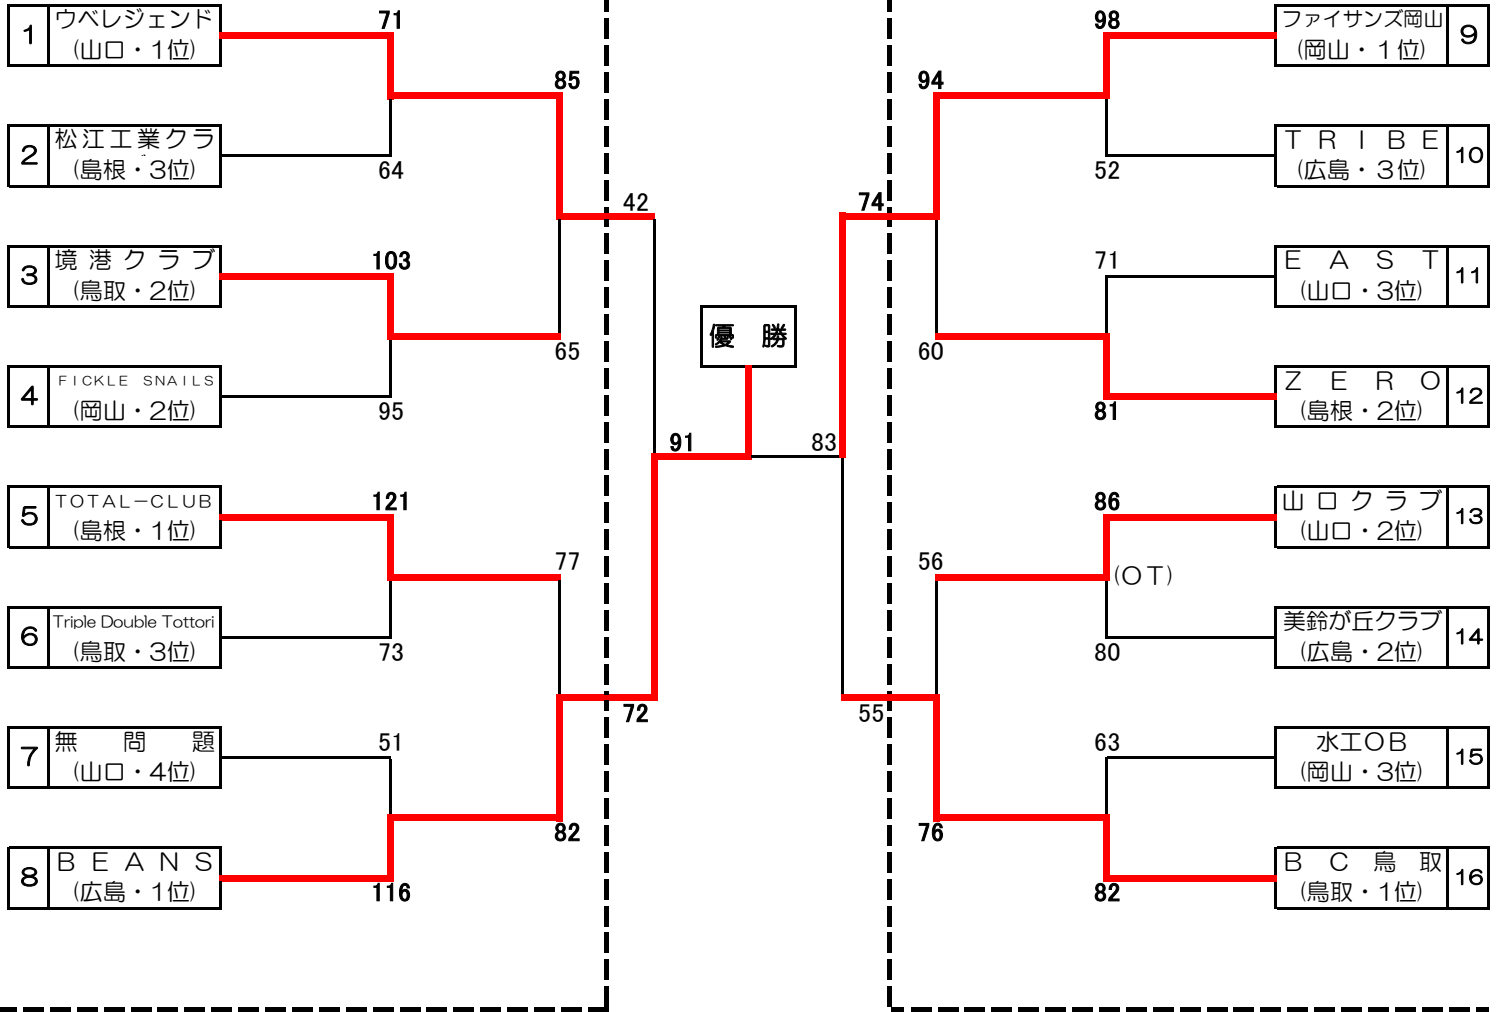 1 ウベレジェンド
(山口・1位)
71
85
2 松江工業クラブ
(島根・3位)
64
42
3 境港クラブ
(鳥取・2位)
103
65
4 FICKLE SNAILS
(岡山・2位)
95
優 勝
91
83
5 TOTAL-CLUB
(島根・1位)
121
77
6 Triple Double Tottori
(鳥取・3位)
73
72
7 無問題
(山口・4位)
51
82
8 BEANS
(広島・1位)
116
98
ファイサンズ岡山 9
(岡山・1位)
94
TRIBE 10
(広島・3位)
52
74
71
EAST 11
(山口・3位)
60
ZERO 12
(島根・2位)
81
86
山口クラブ 13
(山口・2位)
56
(OT)
美鈴が丘クラブ 14
(広島・2位)
80
55
63
水工OB 15
(岡山・3位)
76
BC鳥取 16
(鳥取・1位)
82